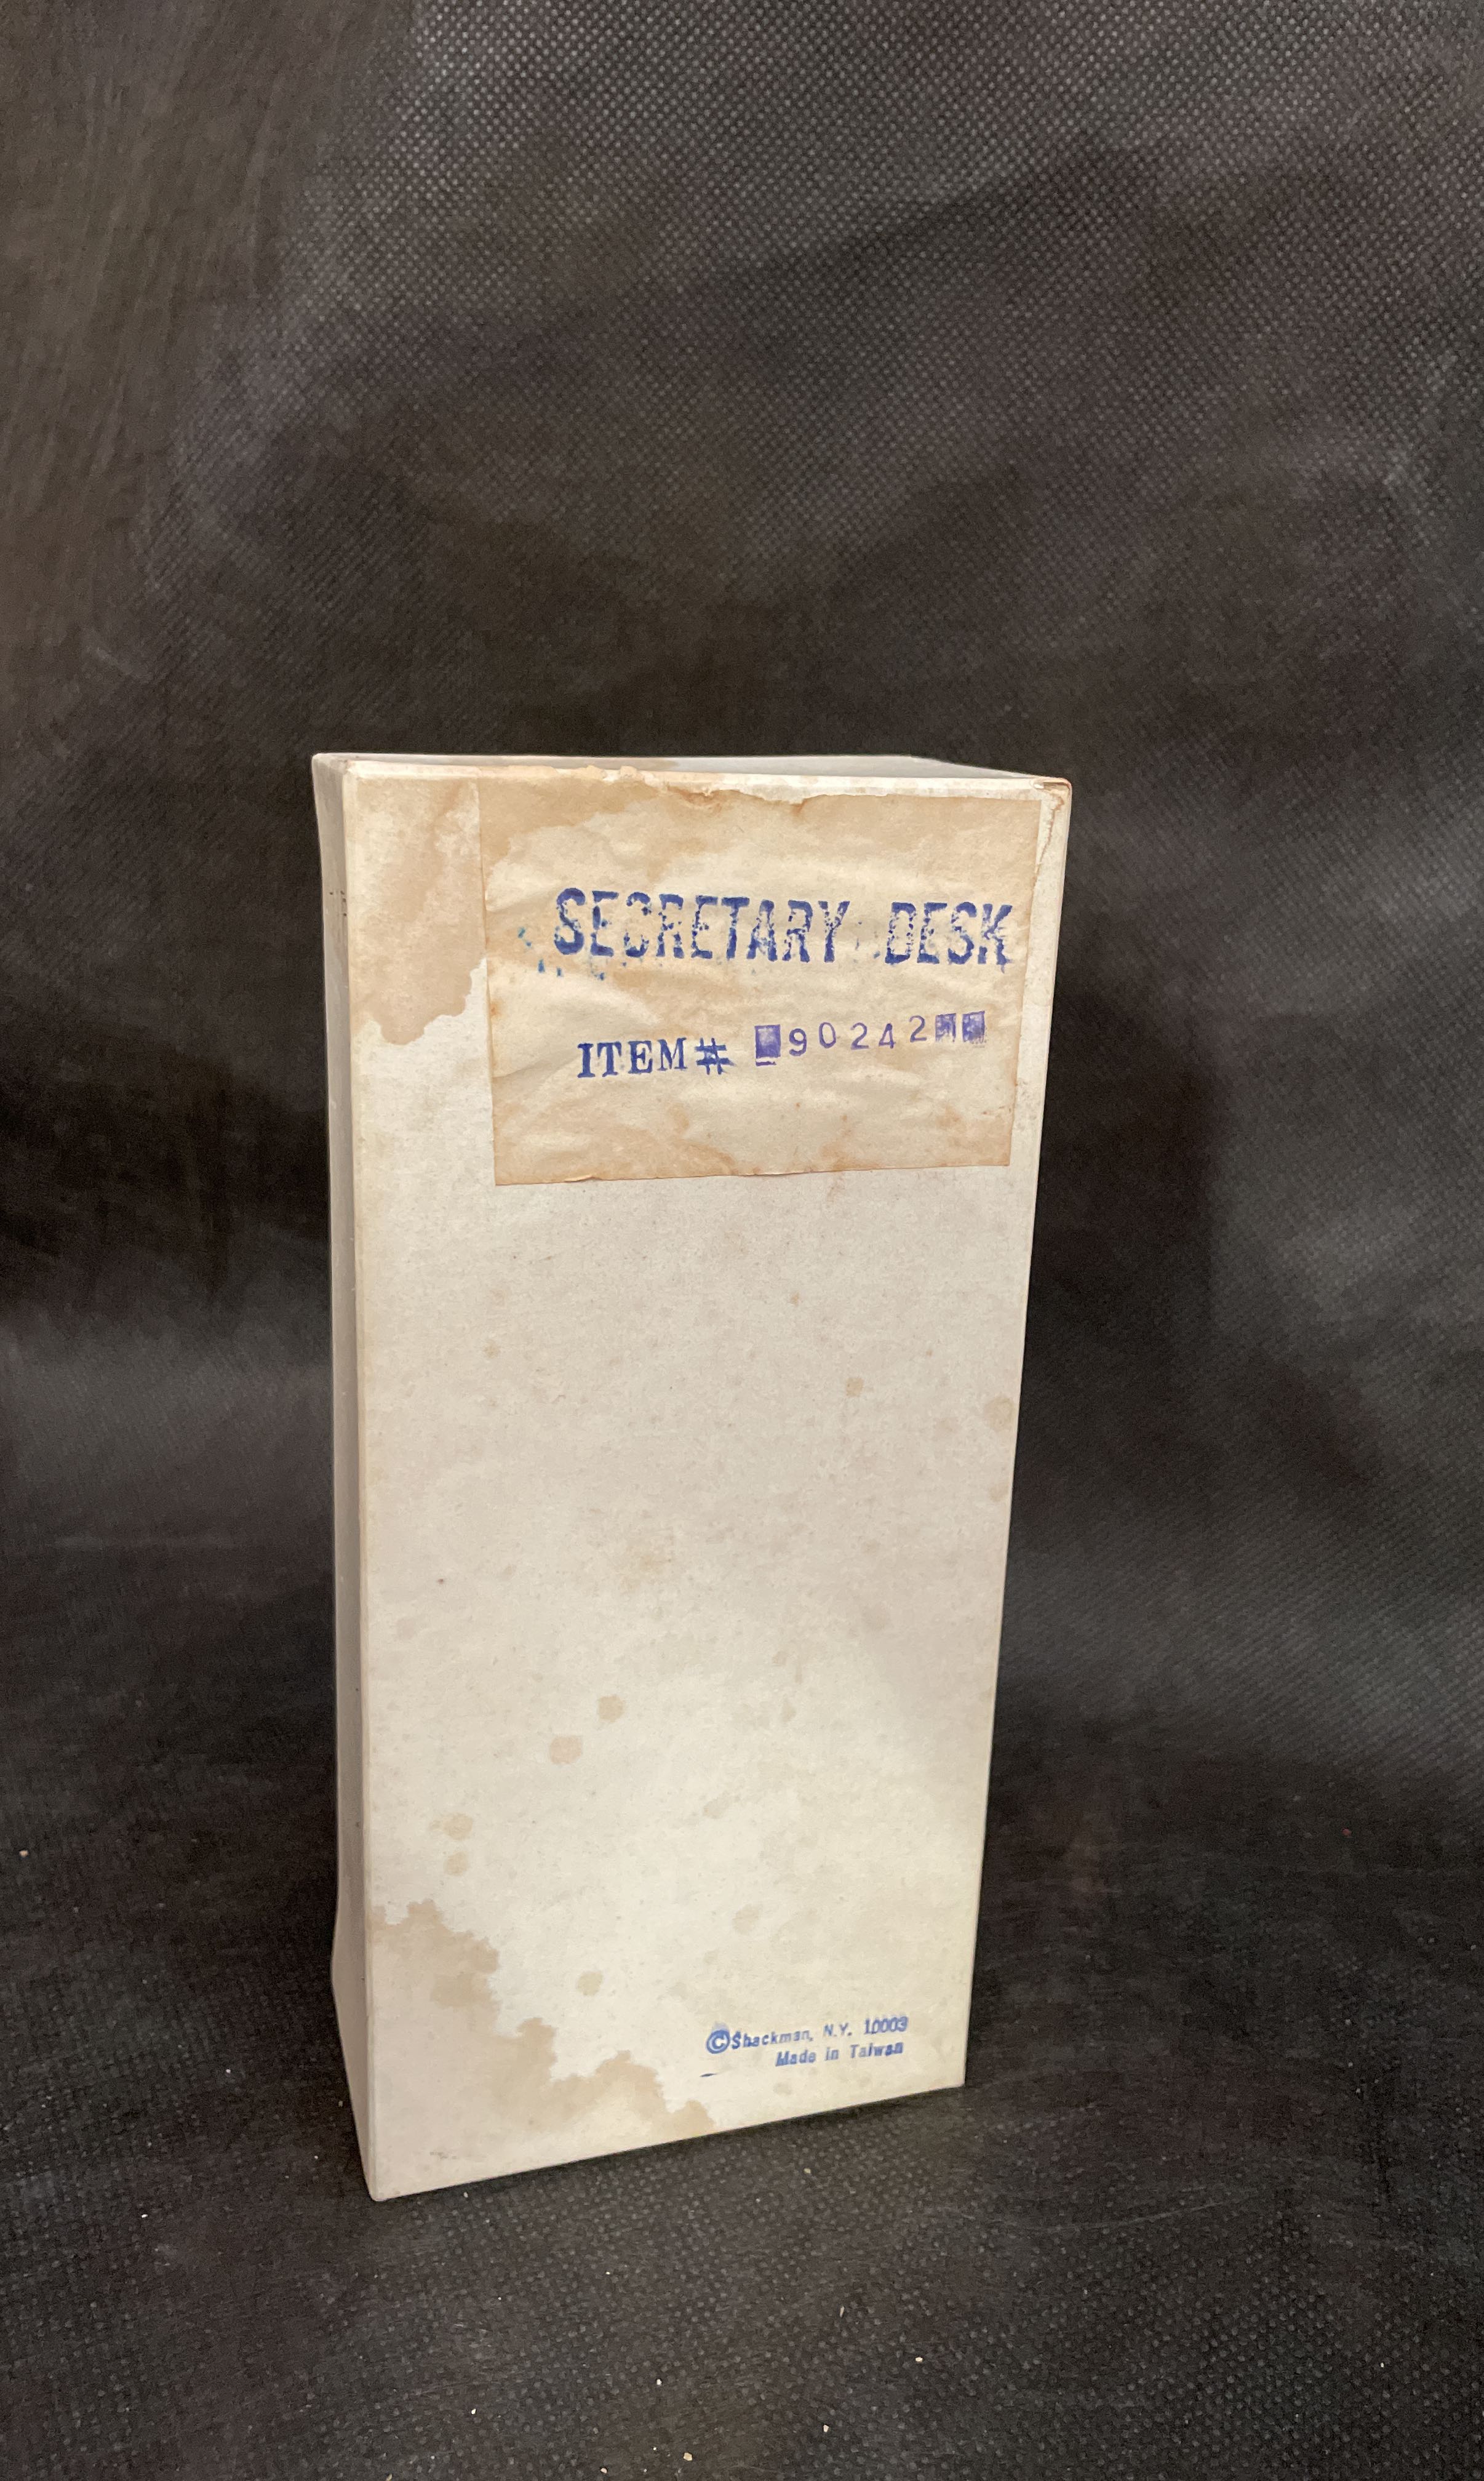 SECRETARY DESK
ITEM# 90242
©Shackman, N.Y. 10003
Made in Taiwan